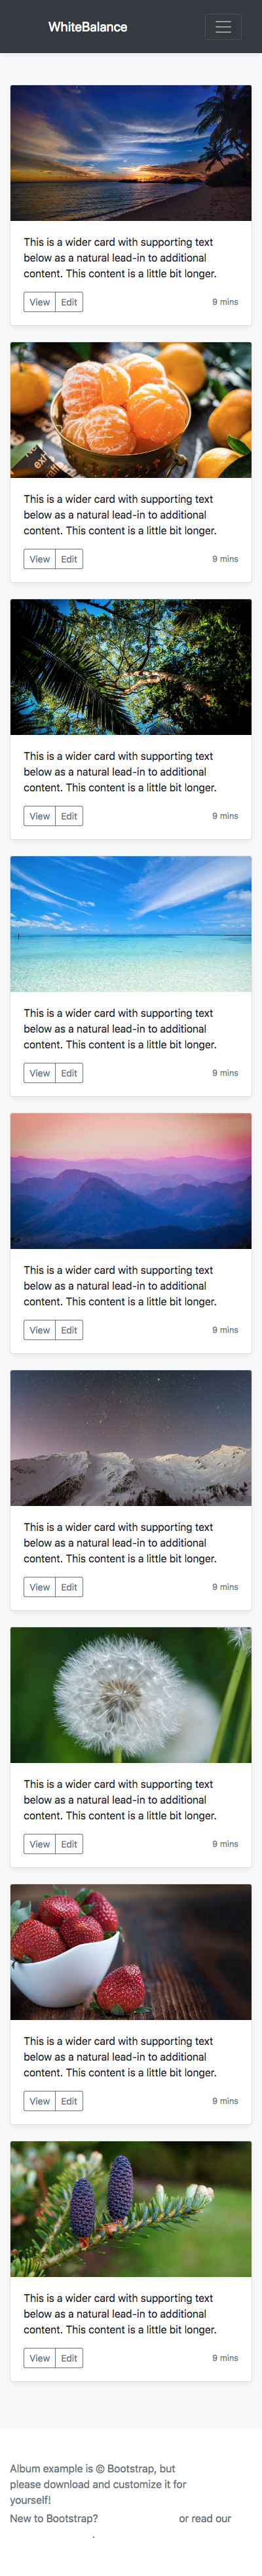 WhiteBalance
This is a wider card with supporting text
below as a natural lead-in to additional
content. This content is a little bit longer.
View Edit 9 mins
This is a wider card with supporting text
below as a natural lead-in to additional
content. This content is a little bit longer.
View Edit 9 mins
This is a wider card with supporting text
below as a natural lead-in to additional
content. This content is a little bit longer.
View Edit 9 mins
This is a wider card with supporting text
below as a natural lead-in to additional
content. This content is a little bit longer.
View Edit 9 mins
This is a wider card with supporting text
below as a natural lead-in to additional
content. This content is a little bit longer.
View Edit 9 mins
This is a wider card with supporting text
below as a natural lead-in to additional
content. This content is a little bit longer.
View Edit 9 mins
This is a wider card with supporting text
below as a natural lead-in to additional
content. This content is a little bit longer.
View Edit 9 mins
This is a wider card with supporting text
below as a natural lead-in to additional
content. This content is a little bit longer.
View Edit 9 mins
This is a wider card with supporting text
below as a natural lead-in to additional
content. This content is a little bit longer.
View Edit 9 mins
Album example is © Bootstrap, but
please download and customize it for
yourself!
New to Bootstrap? or read our
.